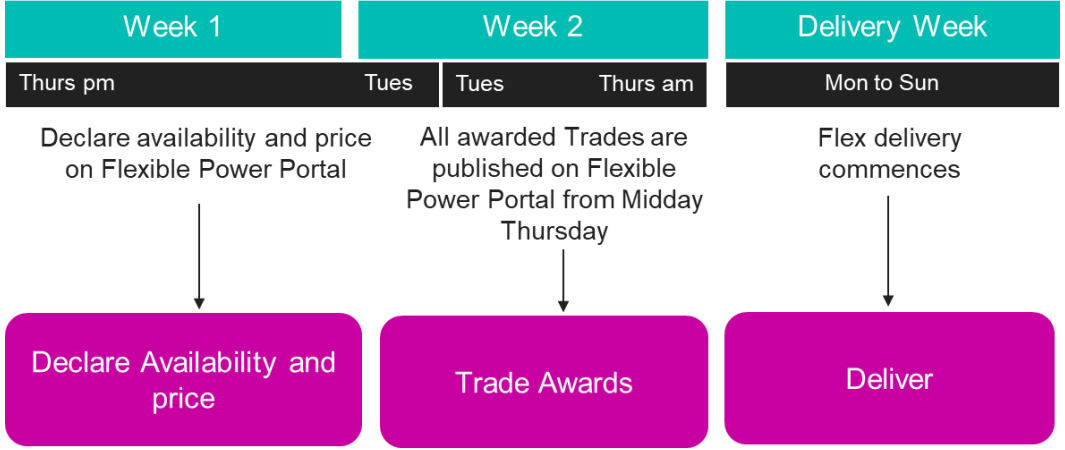 Week 1
Week 2
Delivery Week
Thurs pm
Tues
Tues
Thurs am
Mon to Sun
Declare availability and price
on Flexible Power Portal
All awarded Trades are
published on Flexible
Power Portal from Midday
Thursday
Flex delivery
commences
Declare Availability and
price
Trade Awards
Deliver